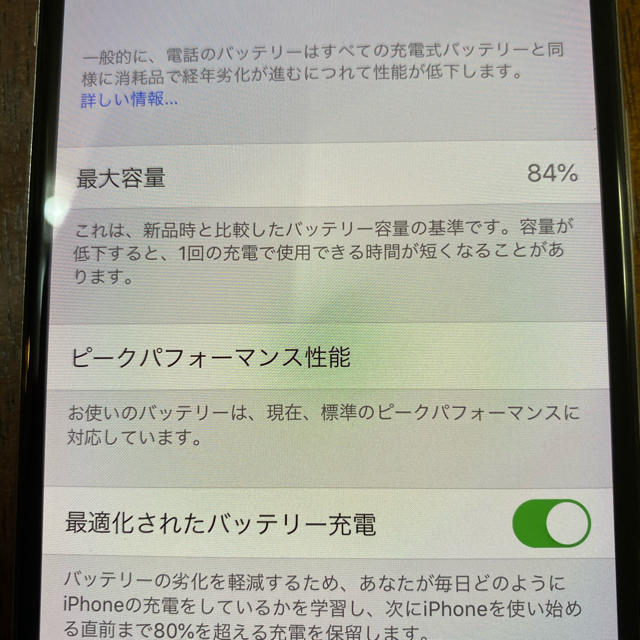 一般的に、電話のバッテリーはすべての充電式バッテリーと同
様に消耗品で経年劣化が進むにつれて性能が低下します。
詳しい情報...
最大容量 84%
これは、新品時と比較したバッテリー容量の基準です。容量が
低下すると、1回の充電で使用できる時間が短くなることがあ
ります。
ピークパフォーマンス性能
お使いのバッテリーは、現在、標準のピークパフォーマンスに
対応しています。
最適化されたバッテリー充電
バッテリーの劣化を軽減するため、あなたが毎日どのように
iPhoneの充電をしているかを学習し、次にiPhoneを使い始め
る直前まで80%を超える充電を保留します。